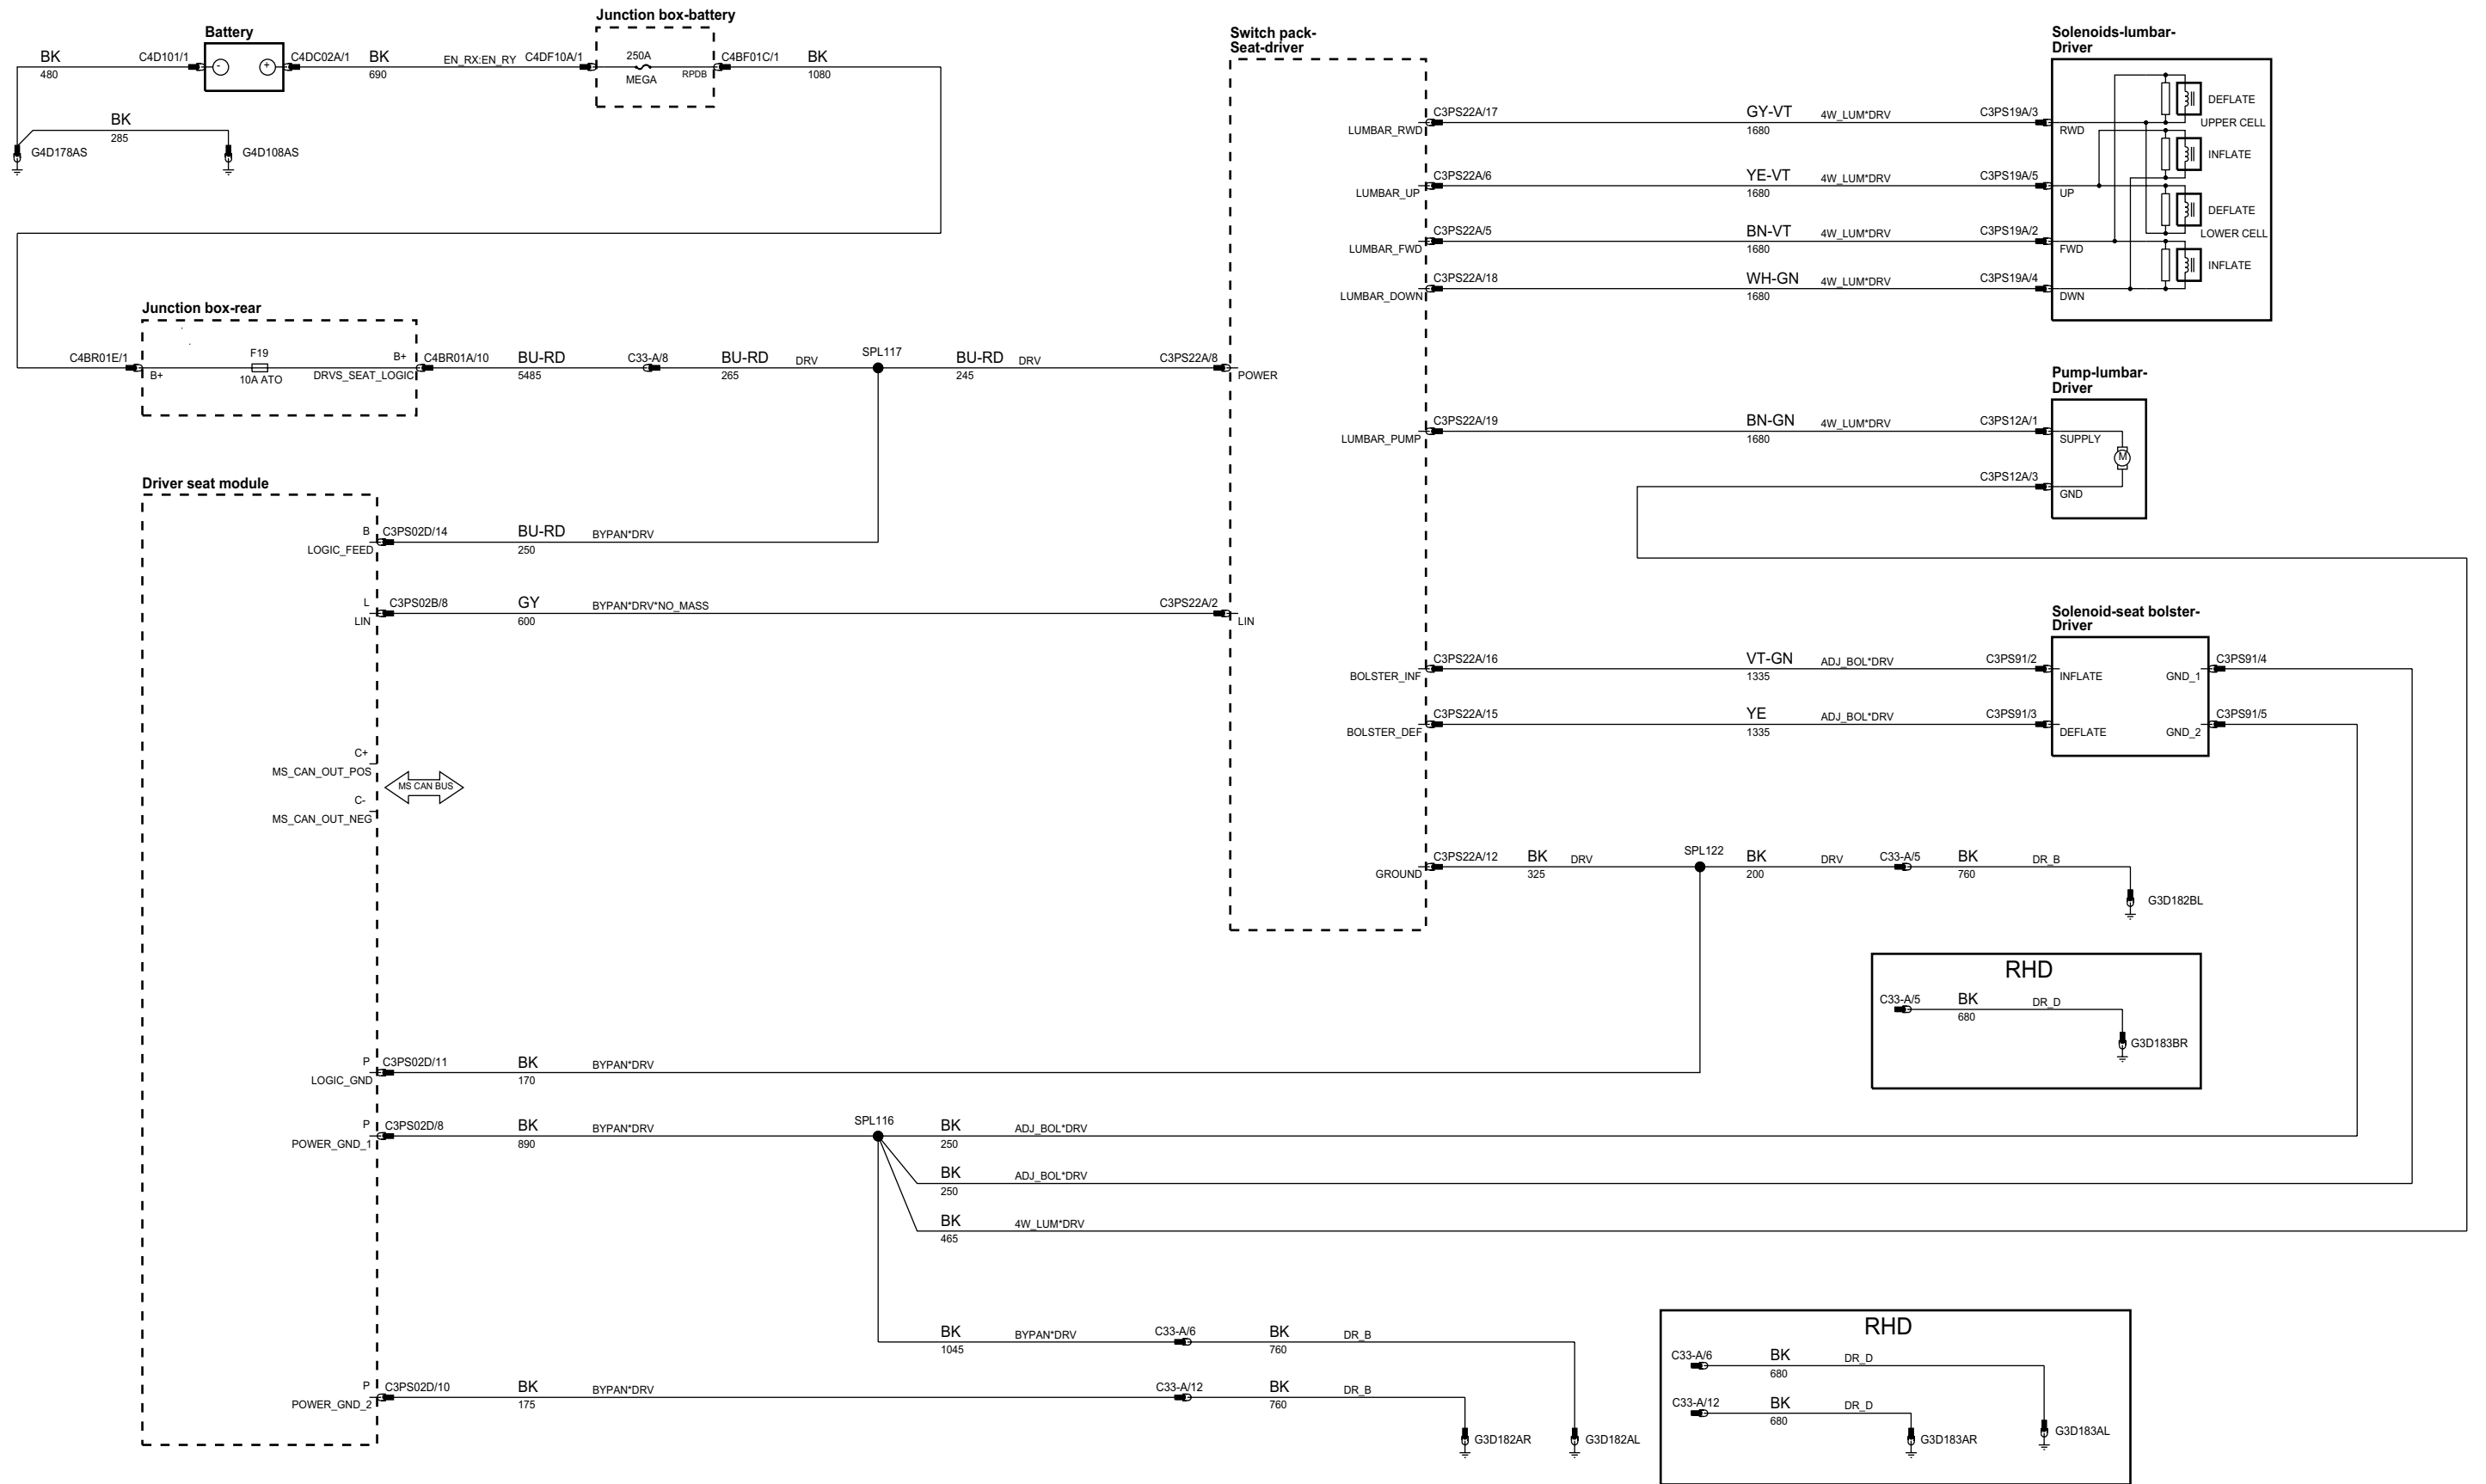 Junction box-battery
Battery
BK
480
C4D101/1
-
+
C4DC02A/1
BK
690
EN_RX:EN_RY
C4DF10A/1
250A
MEGA
RPDB
C4BF01C/1
BK
1080
BK
285
G4D178AS
G4D108AS
Junction box-rear
C4BR01E/1
B+
F19
10A ATO
B+
DRVS_SEAT_LOGIC
C4BR01A/10
BU-RD
5485
C33-A/8
BU-RD
265
DRV
SPL117
BU-RD
245
DRV
C3PS22A/8
POWER
Driver seat module
B
LOGIC_FEED
C3PS02D/14
BU-RD
250
BYPAN*DRV
L
LIN
C3PS02B/8
GY
600
BYPAN*DRV*NO_MASS
C3PS22A/2
LIN
C+
MS_CAN_OUT_POS
MS CAN BUS
C-
MS_CAN_OUT_NEG
P
LOGIC_GND
C3PS02D/11
BK
170
BYPAN*DRV
P
POWER_GND_1
C3PS02D/8
BK
890
BYPAN*DRV
SPL116
BK
250
ADJ_BOL*DRV
BK
250
ADJ_BOL*DRV
BK
465
4W_LUM*DRV
BK
1045
BYPAN*DRV
C33-A/6
BK
760
DR_B
P
POWER_GND_2
C3PS02D/10
BK
175
BYPAN*DRV
C33-A/12
BK
760
DR_B
G3D182AR
G3D182AL
Switch pack-
Seat-driver
LUMBAR_RWD
C3PS22A/17
GY-VT
1680
4W_LUM*DRV
C3PS19A/3
RWD
LUMBAR_UP
C3PS22A/6
YE-VT
1680
4W_LUM*DRV
C3PS19A/5
UP
LUMBAR_FWD
C3PS22A/5
BN-VT
1680
4W_LUM*DRV
C3PS19A/2
FWD
LUMBAR_DOWN
C3PS22A/18
WH-GN
1680
4W_LUM*DRV
C3PS19A/4
DWN
Solenoids-lumbar-
Driver
DEFLATE
UPPER CELL
INFLATE
DEFLATE
LOWER CELL
INFLATE
LUMBAR_PUMP
C3PS22A/19
BN-GN
1680
4W_LUM*DRV
C3PS12A/1
Pump-lumbar-
Driver
SUPPLY
M
C3PS12A/3
GND
Solenoid-seat bolster-
Driver
BOLSTER_INF
C3PS22A/16
VT-GN
1335
ADJ_BOL*DRV
C3PS91/2
INFLATE
GND_1
C3PS91/4
BOLSTER_DEF
C3PS22A/15
YE
1335
ADJ_BOL*DRV
C3PS91/3
DEFLATE
GND_2
C3PS91/5
GROUND
C3PS22A/12
BK
325
DRV
SPL122
BK
200
DRV
C33-A/5
BK
760
DR_B
G3D182BL
RHD
C33-A/5
BK
680
DR_D
G3D183BR
RHD
C33-A/6
BK
680
DR_D
C33-A/12
BK
680
DR_D
G3D183AR
G3D183AL